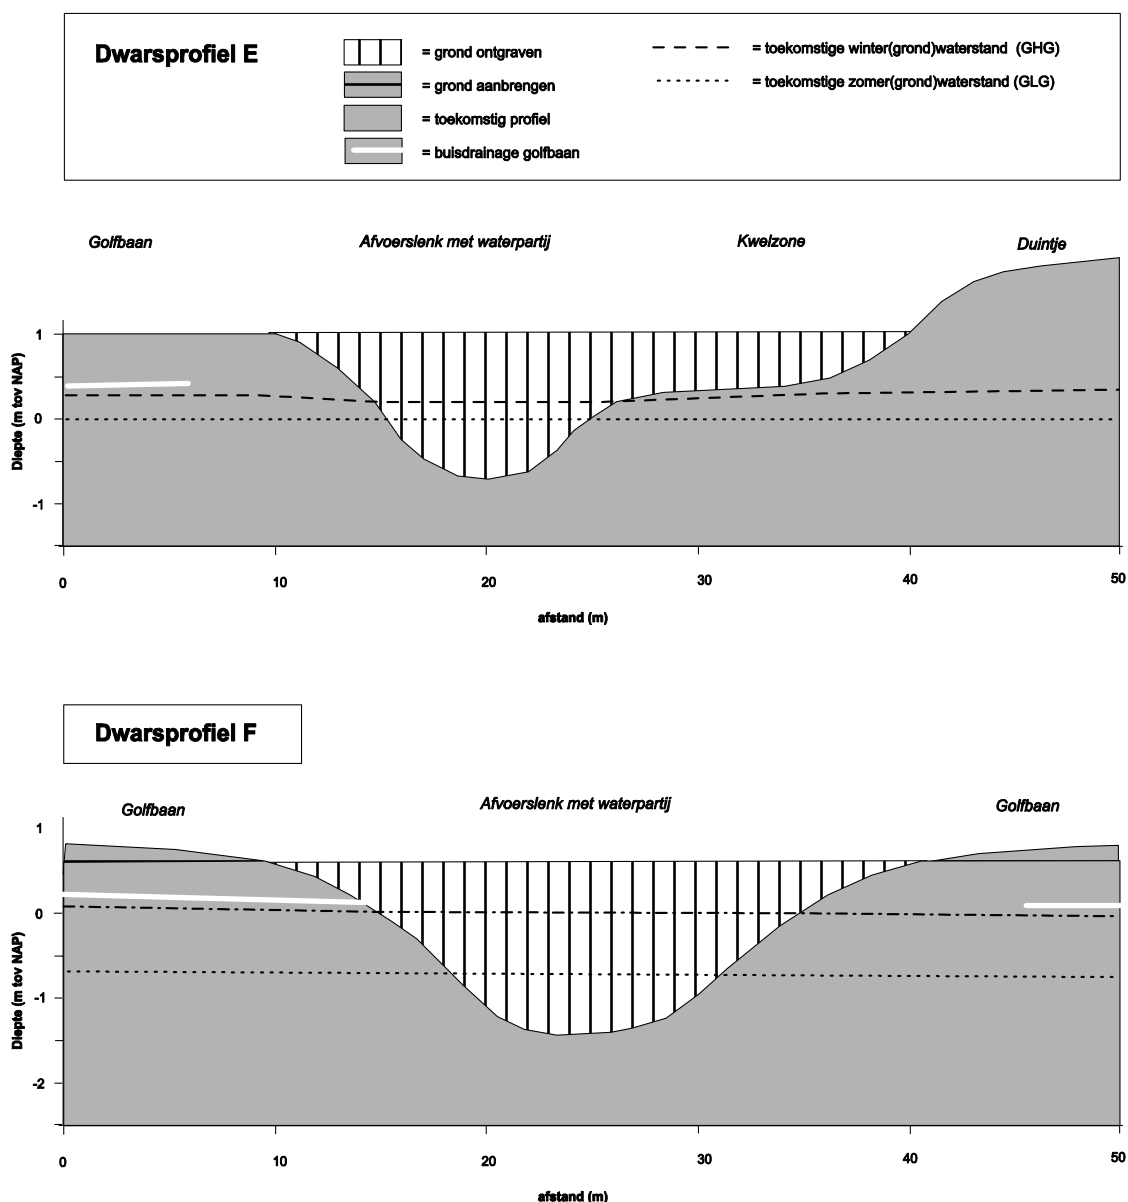 Dwarsprofiel E
= grond ontgraven
= grond aanbrengen
= toekomstig profiel
= buisdrainage golfbaan
= toekomstige winter(grond)waterstand (GHG)
= toekomstige zomer(grond)waterstand (GLG)
Golfbaan Afvoerslenk met waterpartij Kwelzone Duintje
Diepte (m tov NAP)
1
0
-1
0 10 20 30 40 50
afstand (m)
Dwarsprofiel F
Golfbaan Afvoerslenk met waterpartij Golfbaan
Diepte (m tov NAP)
1
0
-1
-2
0 10 20 30 40 50
afstand (m)